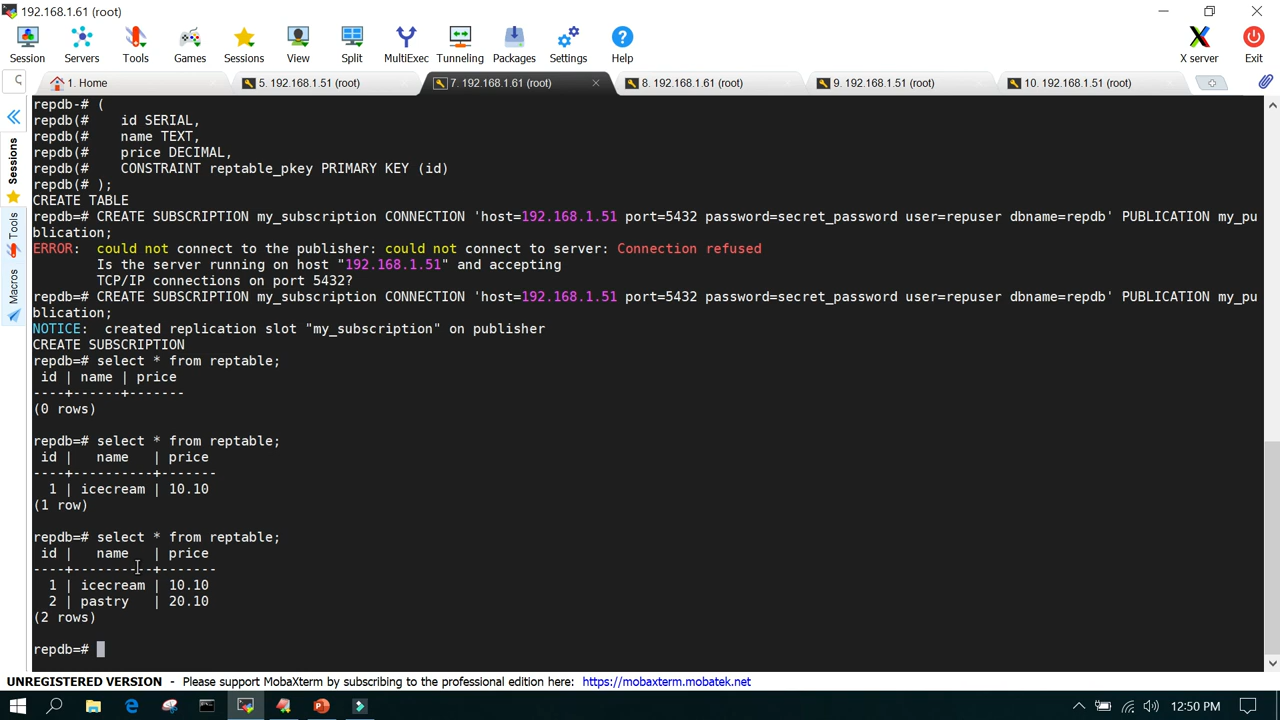 192.168.1.61 (root)
Session Servers Tools Games Sessions View Split MultiExec Tunneling Packages Settings Help X server Exit
1. Home 5. 192.168.1.51 (root) 7. 192.168.1.61 (root) 8. 192.168.1.61 (root) 9. 192.168.1.51 (root) 10. 192.168.1.51 (root)
Sessions
Tools
Macros
repdb-# (
repdb(#    id SERIAL,
repdb(#    name TEXT,
repdb(#    price DECIMAL,
repdb(#    CONSTRAINT reptable_pkey PRIMARY KEY (id)
repdb(# );
CREATE TABLE
repdb=# CREATE SUBSCRIPTION my_subscription CONNECTION 'host=192.168.1.51 port=5432 password=secret_password user=repuser dbname=repdb' PUBLICATION my_pu
blication;
ERROR:  could not connect to the publisher: could not connect to server: Connection refused
        Is the server running on host "192.168.1.51" and accepting
        TCP/IP connections on port 5432?
repdb=# CREATE SUBSCRIPTION my_subscription CONNECTION 'host=192.168.1.51 port=5432 password=secret_password user=repuser dbname=repdb' PUBLICATION my_pu
blication;
NOTICE:  created replication slot "my_subscription" on publisher
CREATE SUBSCRIPTION
repdb=# select * from reptable;
 id | name | price
----+------+-------
(0 rows)
repdb=# select * from reptable;
 id |   name   | price
----+----------+-------
  1 | icecream | 10.10
(1 row)
repdb=# select * from reptable;
 id |   name   | price
----+----------+-------
  1 | icecream | 10.10
  2 | pastry   | 20.10
(2 rows)
repdb=#
UNREGISTERED VERSION - Please support MobaXterm by subscribing to the professional edition here: https://mobaxterm.mobatek.net
12:50 PM